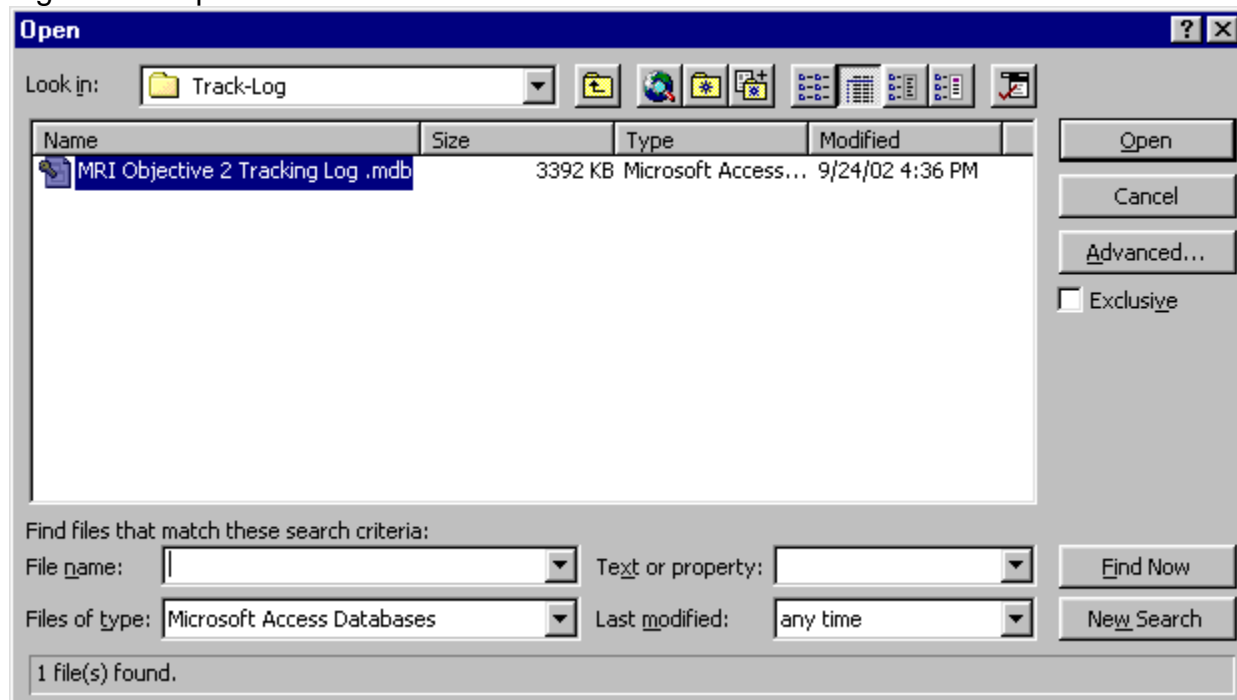 Open
Look in: Track-Log
Name Size Type Modified
MRI Objective 2 Tracking Log .mdb 3392 KB Microsoft Access... 9/24/02 4:36 PM
Open
Cancel
Advanced...
Exclusive
Find files that match these search criteria:
File name: Text or property: Find Now
Files of type: Microsoft Access Databases Last modified: any time New Search
1 file(s) found.